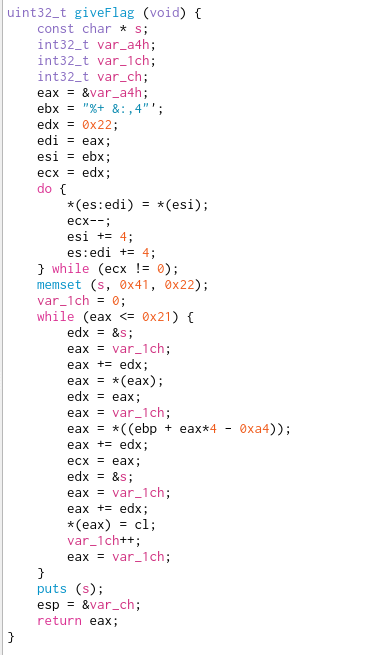 uint32_t giveFlag (void) {
    const char * s;
    int32_t var_a4h;
    int32_t var_1ch;
    int32_t var_ch;
    eax = &var_a4h;
    ebx = "%+ &:,4"';
    edx = 0x22;
    edi = eax;
    esi = ebx;
    ecx = edx;
    do {
        *(es:edi) = *(esi);
        ecx--;
        esi += 4;
        es:edi += 4;
    } while (ecx != 0);
    memset (s, 0x41, 0x22);
    var_1ch = 0;
    while (eax <= 0x21) {
        edx = &s;
        eax = var_1ch;
        eax += edx;
        eax = *(eax);
        edx = eax;
        eax = var_1ch;
        eax = *((ebp + eax*4 - 0xa4));
        eax += edx;
        ecx = eax;
        edx = &s;
        eax = var_1ch;
        eax += edx;
        *(eax) = cl;
        var_1ch++;
        eax = var_1ch;
    }
    puts (s);
    esp = &var_ch;
    return eax;
}